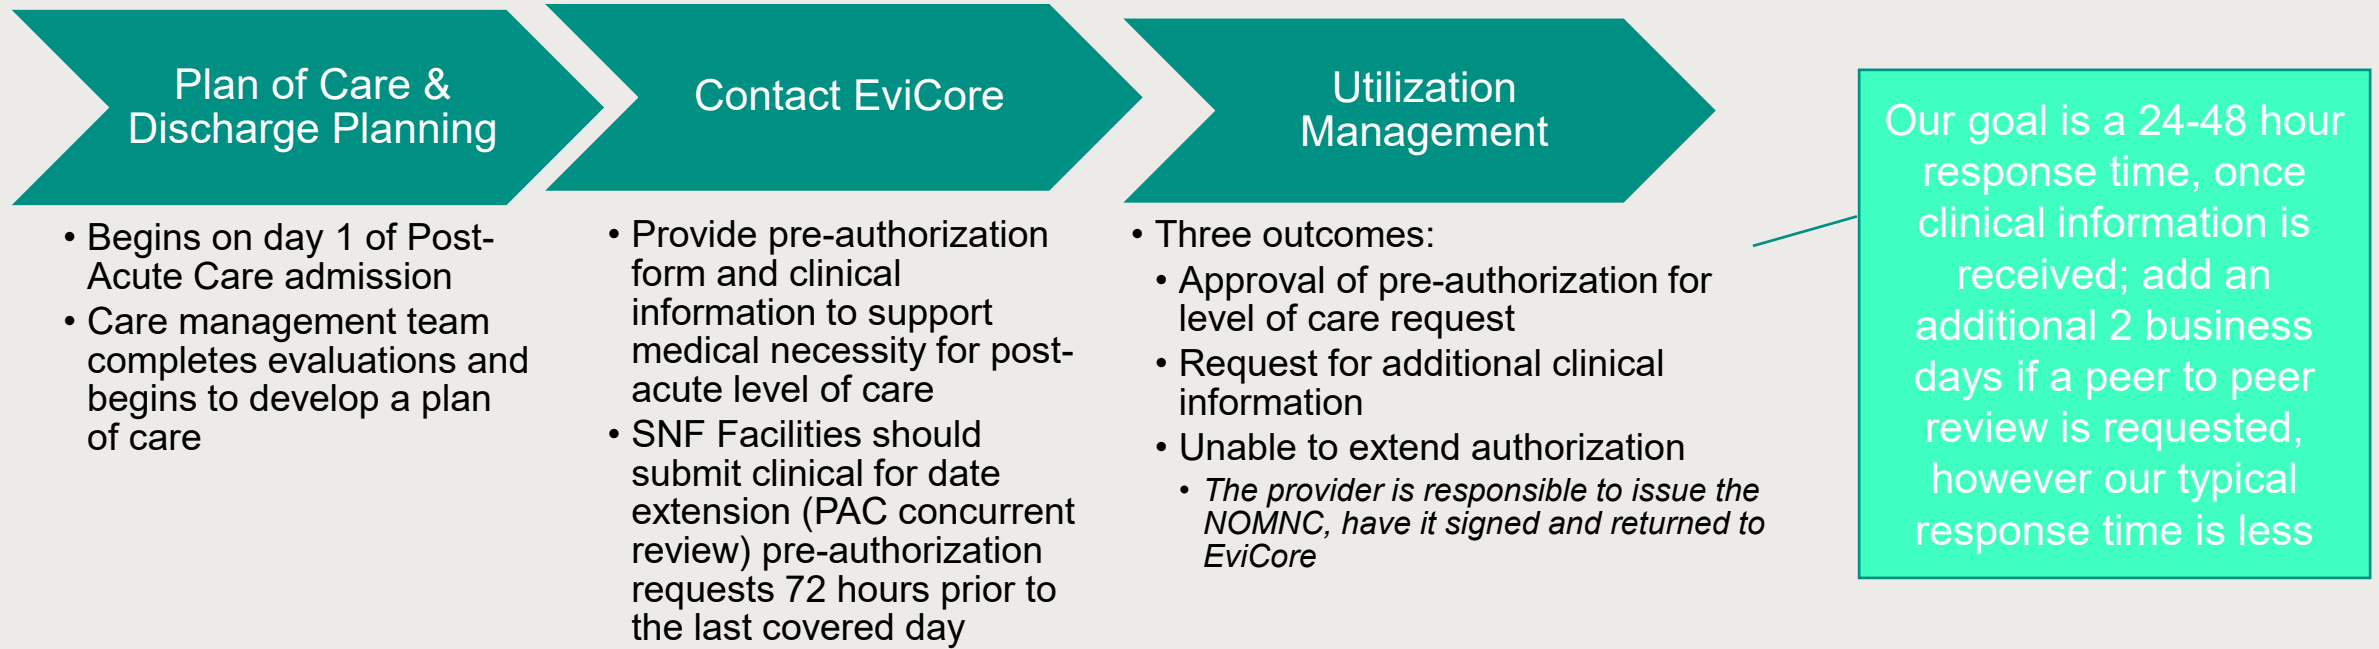 Plan of Care &
Discharge Planning
• Begins on day 1 of Post-
Acute Care admission
• Care management team
completes evaluations and
begins to develop a plan
of care
Contact EviCore
• Provide pre-authorization
form and clinical
information to support
medical necessity for post-
acute level of care
• SNF Facilities should
submit clinical for date
extension (PAC concurrent
review) pre-authorization
requests 72 hours prior to
the last covered day
Utilization
Management
• Three outcomes:
• Approval of pre-authorization for
level of care request
• Request for additional clinical
information
• Unable to extend authorization
• The provider is responsible to issue the
NOMNC, have it signed and returned to
EviCore
Our goal is a 24-48 hour
response time, once
clinical information is
received; add an
additional 2 business
days if a peer to peer
review is requested,
however our typical
response time is less